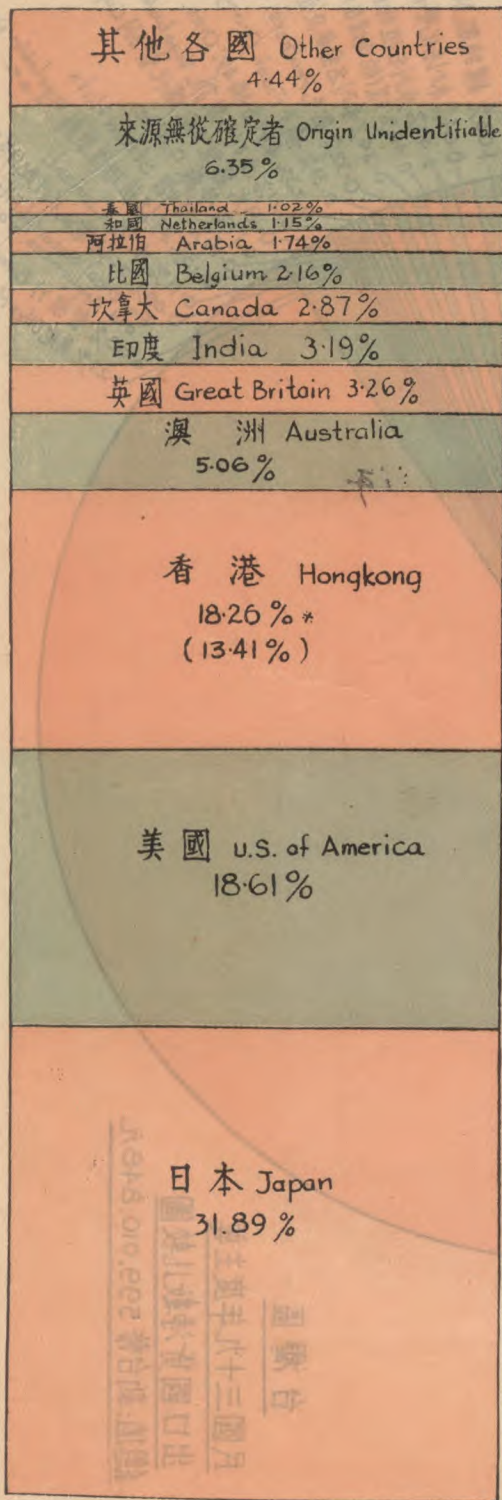 其他各國 Other Countries
4.44%
來源無從確定者 Origin Unidentifiable
6.35%
泰國 Thailand 1.02%
和國 Netherlands 1.15%
阿拉伯 Arabia 1.74%
比國 Belgium 2.16%
坎拿大 Canada 2.87%
印度 India 3.19%
英國 Great Britain 3.26%
澳洲 Australia
5.06%
香港 Hongkong
18.26%*
(13.41%)
美國 U.S. of America
18.61%
日本 Japan
31.89%